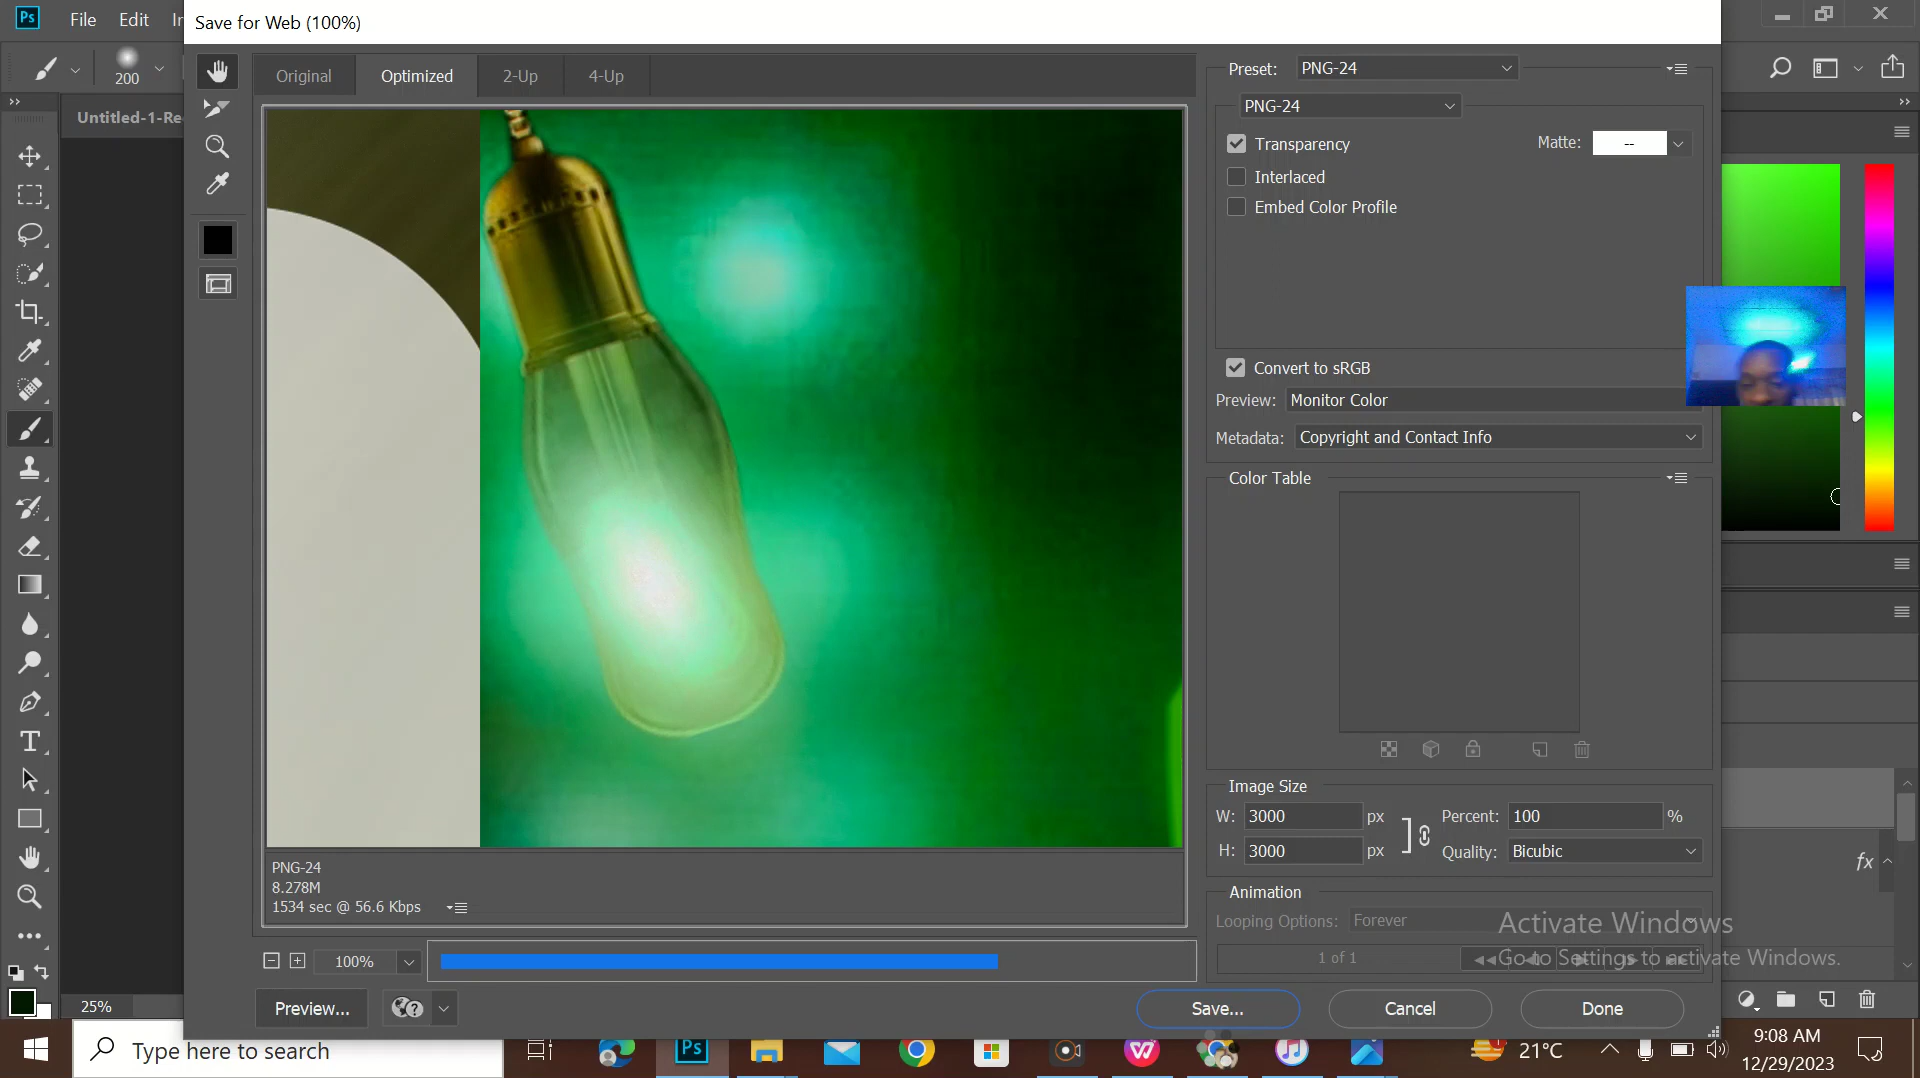 Ps File Edit
Save for Web (100%)
200
Untitled-1-Re
Original Optimized 2-Up 4-Up
Preset: PNG-24
PNG-24
Transparency Matte: --
Interlaced
Embed Color Profile
Convert to sRGB
Preview: Monitor Color
Metadata: Copyright and Contact Info
Color Table
Image Size
W: 3000 px Percent: 100 %
H: 3000 px Quality: Bicubic
fx
PNG-24
8.278M
1534 sec @ 56.6 Kbps
Animation
Looping Options: Forever
1 of 1
Activate Windows
Go to Settings to activate Windows.
100%
25%
Preview... Save... Cancel Done
Type here to search
Ps
21°C
9:08 AM
12/29/2023